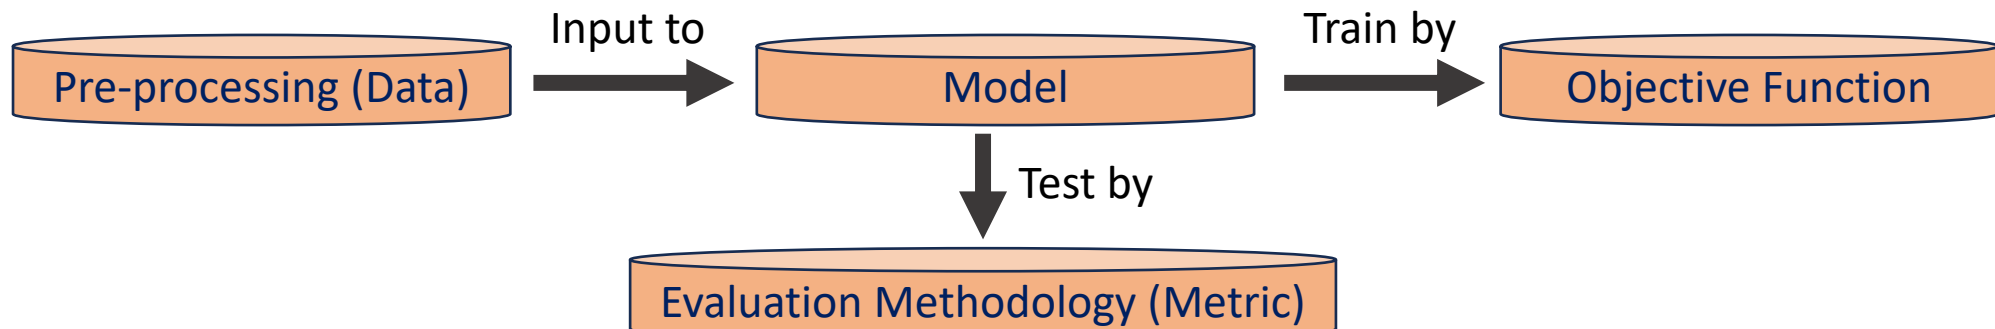 Input to
Train by
Pre-processing (Data)
Model
Objective Function
Test by
Evaluation Methodology (Metric)